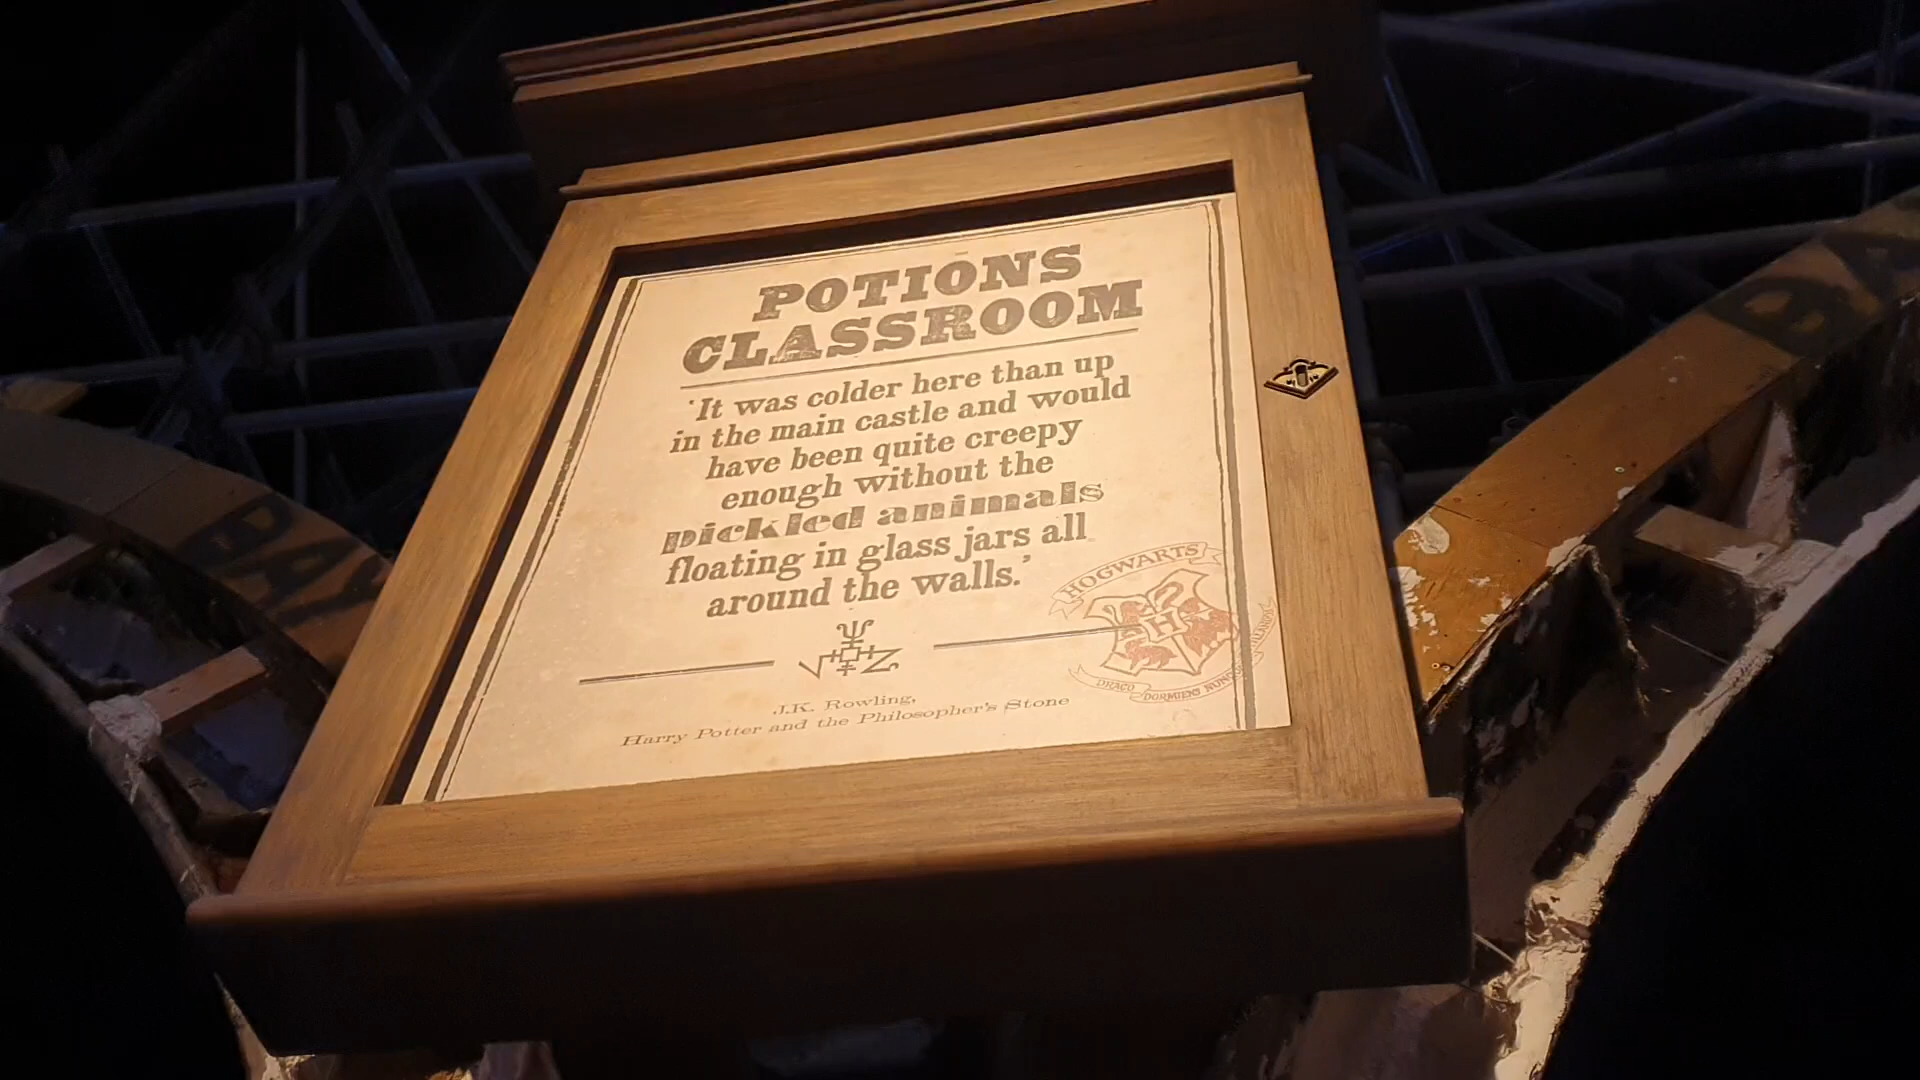 POTIONS
CLASSROOM
'It was colder here than up
in the main castle and would
have been quite creepy
enough without the
pickled animals
floating in glass jars all
around the walls.'
HOGWARTS
DRACO DORMIENS NUNQUAM
J.K. Rowling,
Harry Potter and the Philosopher's Stone
BAY